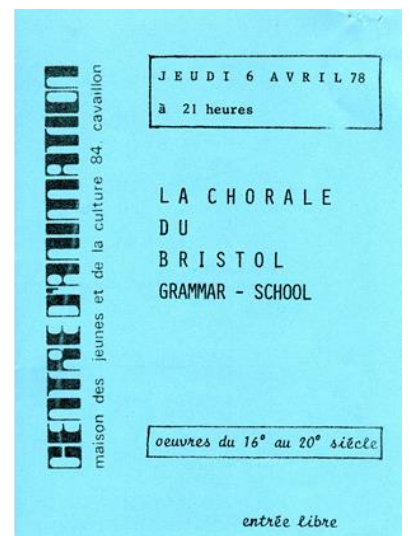 CENTRE D'ANIMATION
maison des jeunes et de la culture 84. cavaillon
JEUDI 6 AVRIL 78
à 21 heures
LA CHORALE
DU
BRISTOL
GRAMMAR - SCHOOL
oeuvres du 16° au 20° siécle
entrée libre